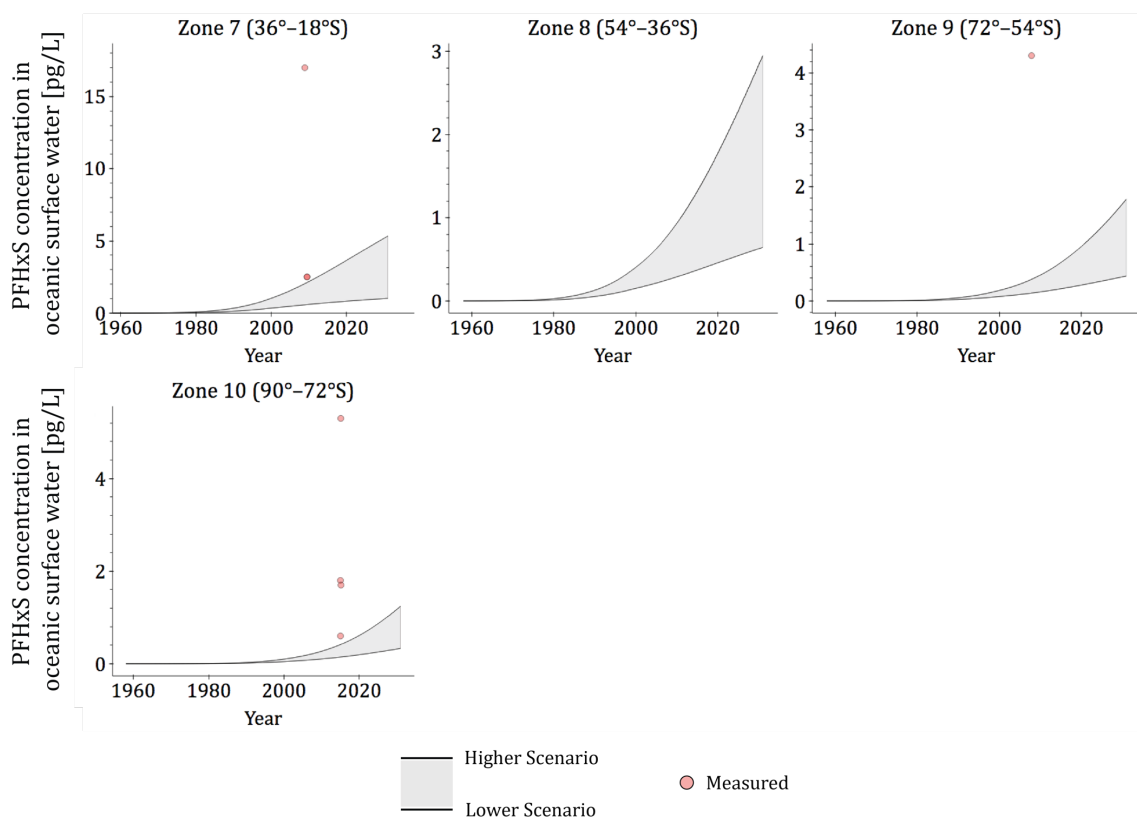 Zone 7 (36°–18°S)
Zone 8 (54°–36°S)
Zone 9 (72°–54°S)
PFHxS concentration in
oceanic surface water [pg/L]
15
10
5
0
1960 1980 2000 2020
Year
3
2
1
0
1960 1980 2000 2020
Year
4
3
2
1
0
1960 1980 2000 2020
Year
Zone 10 (90°–72°S)
PFHxS concentration in
oceanic surface water [pg/L]
4
2
0
1960 1980 2000 2020
Year
Higher Scenario
Lower Scenario
Measured